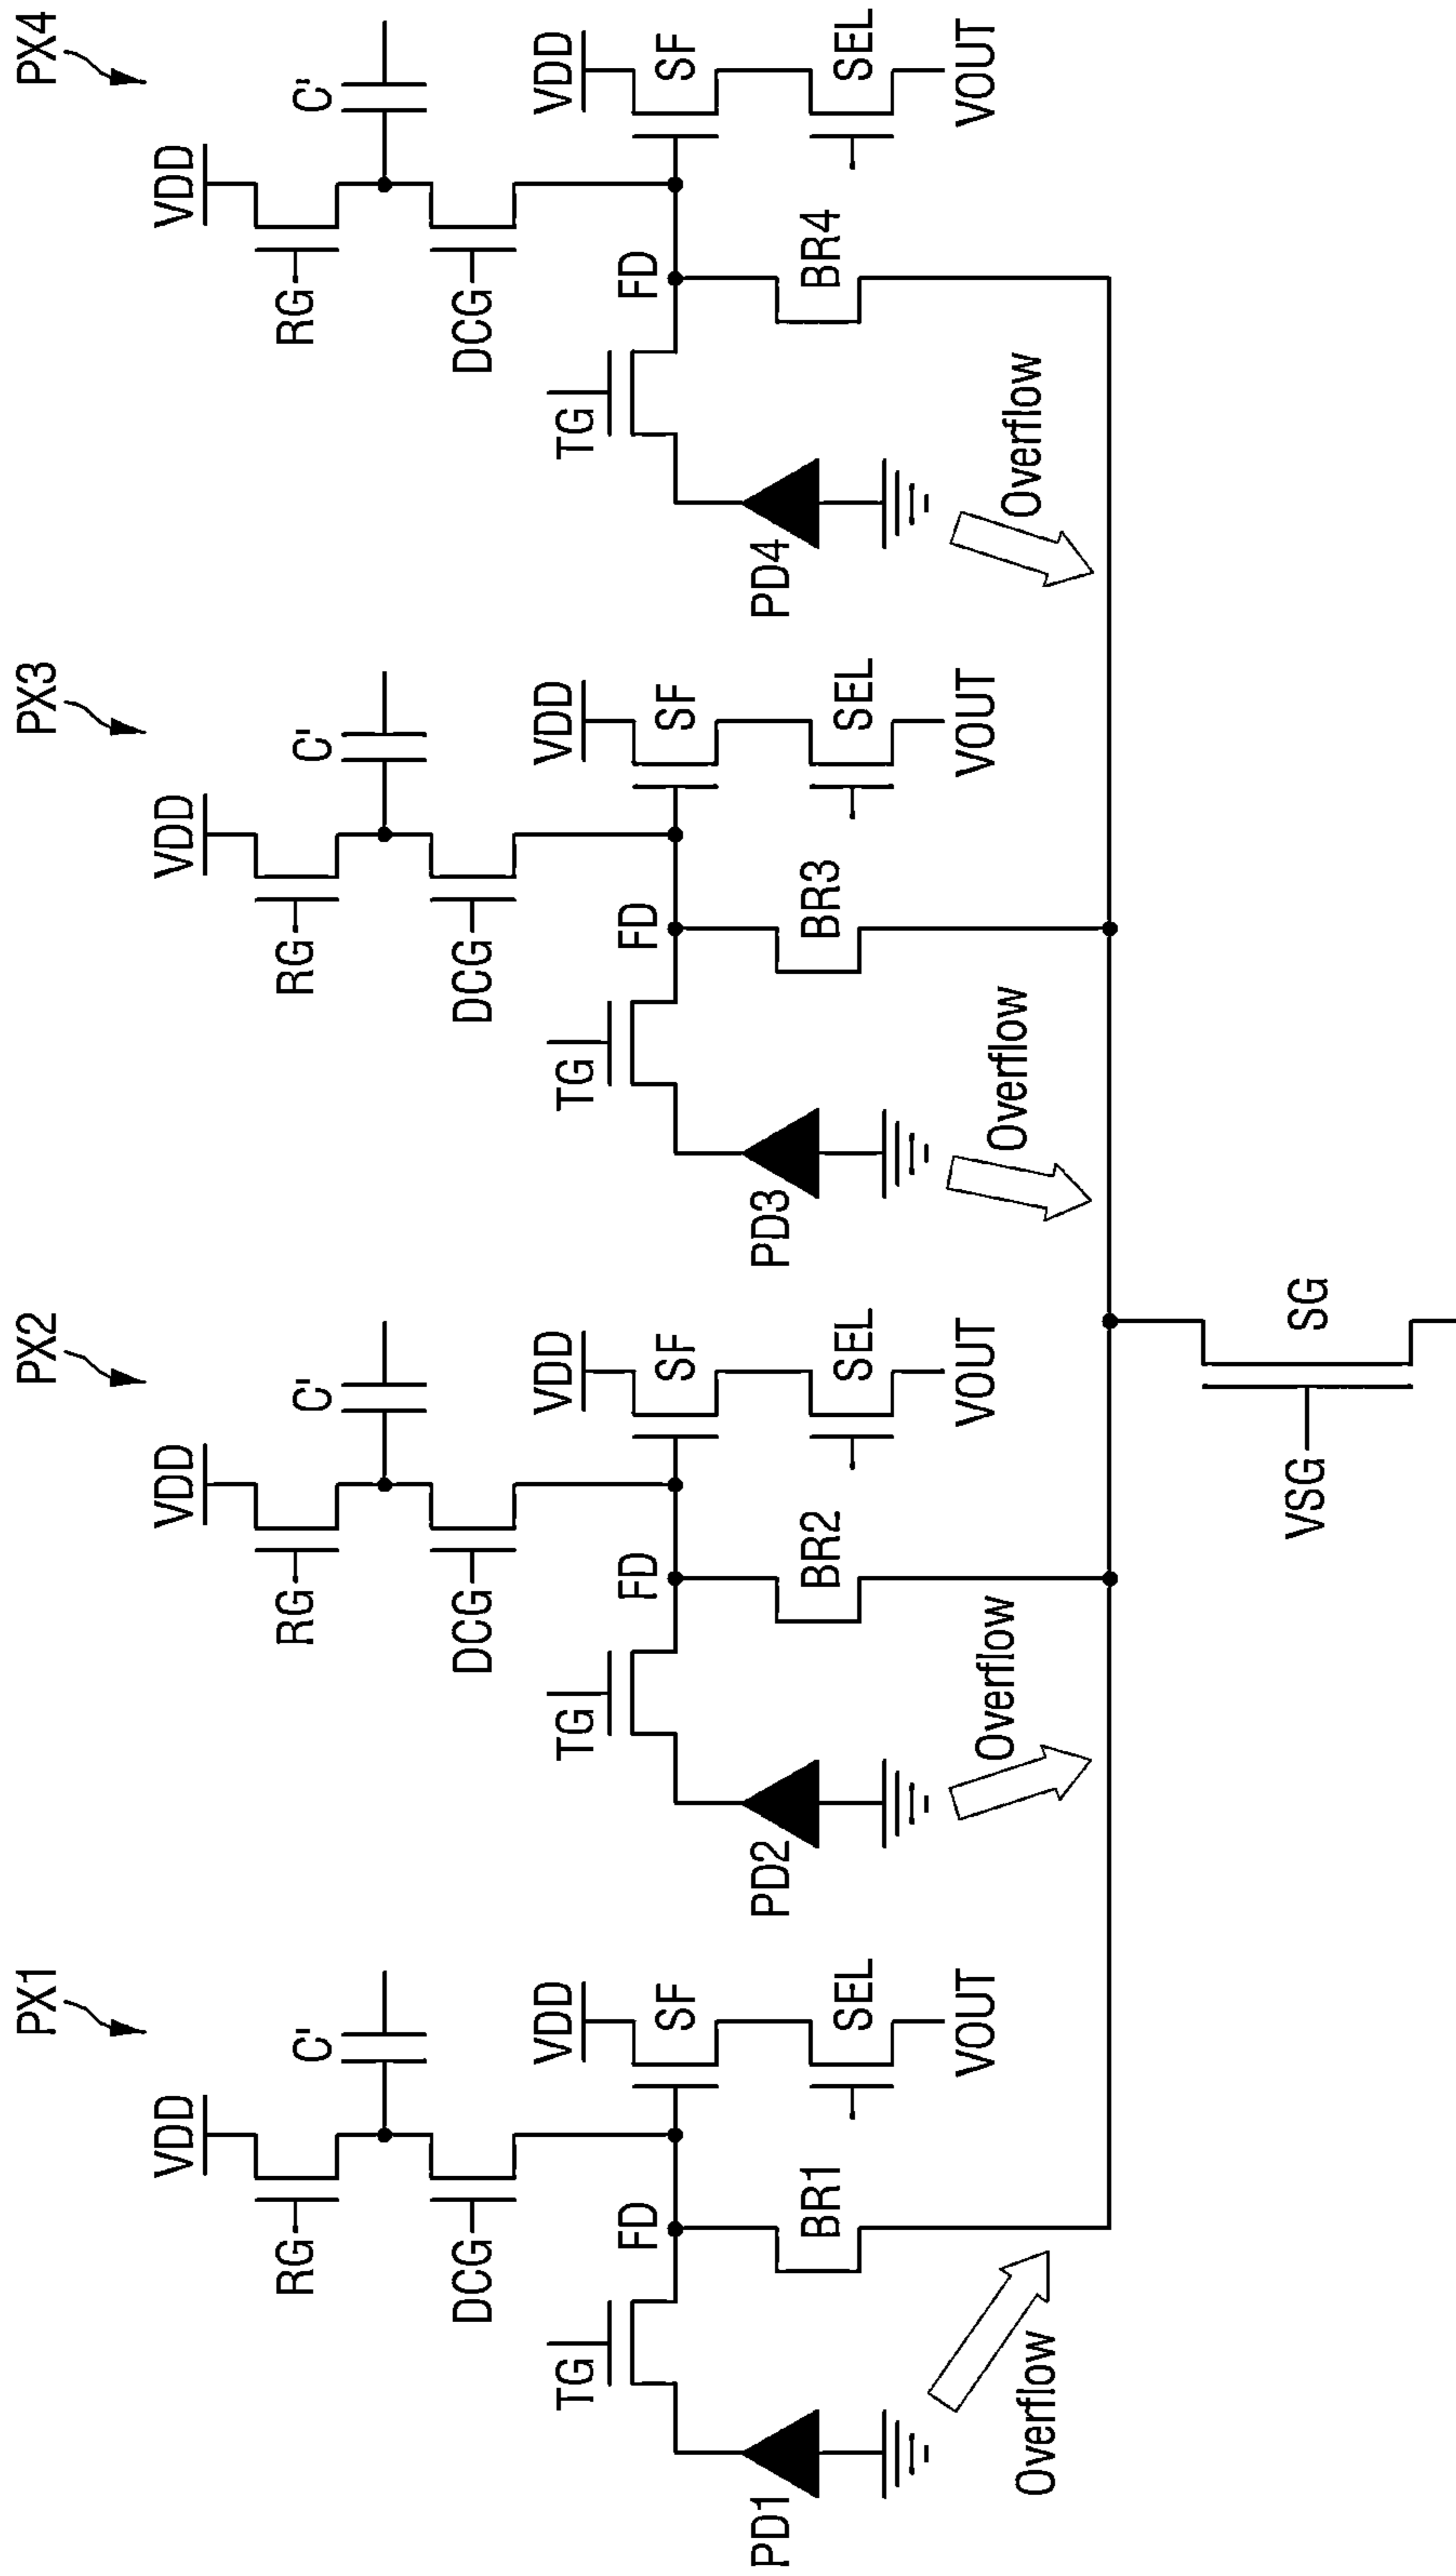 PX1
VDD
C'
RG
DCG
VDD
FD
SF
TG
BR1
SEL
PD1
VOUT
Overflow
PX2
VDD
C'
RG
DCG
VDD
FD
SF
TG
BR2
SEL
PD2
VOUT
Overflow
PX3
VDD
C'
RG
DCG
VDD
FD
SF
TG
BR3
SEL
PD3
VOUT
Overflow
PX4
VDD
C'
RG
DCG
VDD
FD
SF
TG
BR4
SEL
PD4
VOUT
Overflow
VSG
SG